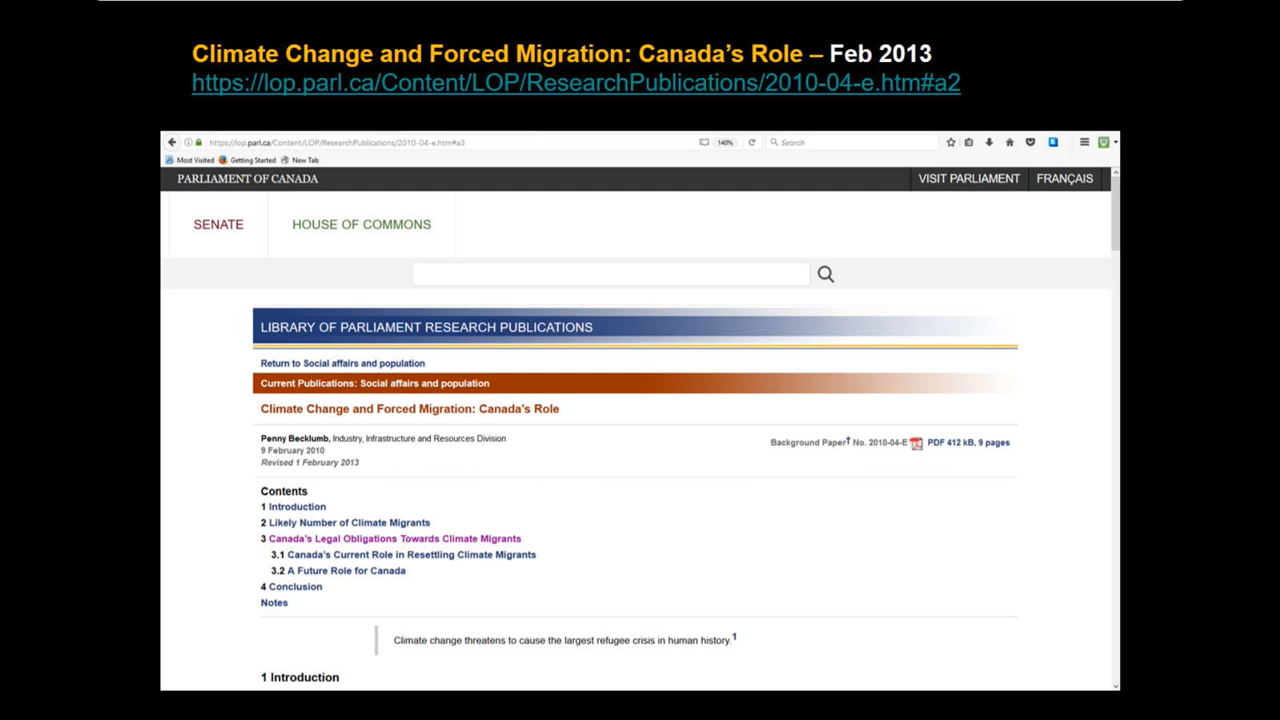 Climate Change and Forced Migration: Canada's Role – Feb 2013
https://lop.parl.ca/Content/LOP/ResearchPublications/2010-04-e.htm#a2
https://lop.parl.ca/Content/LOP/ResearchPublications/2010-04-e.htm#a3 140% Search
Most Visited Getting Started New Tab
PARLIAMENT OF CANADA VISIT PARLIAMENT FRANÇAIS
SENATE HOUSE OF COMMONS
LIBRARY OF PARLIAMENT RESEARCH PUBLICATIONS
Return to Social affairs and population
Current Publications: Social affairs and population
Climate Change and Forced Migration: Canada's Role
Penny Becklumb, Industry, Infrastructure and Resources Division
9 February 2010
Background Paper† No. 2010-04-E PDF 412 kB, 9 pages
Revised 1 February 2013
Contents
1 Introduction
2 Likely Number of Climate Migrants
3 Canada's Legal Obligations Towards Climate Migrants
3.1 Canada's Current Role in Resettling Climate Migrants
3.2 A Future Role for Canada
4 Conclusion
Notes
Climate change threatens to cause the largest refugee crisis in human history.1
1 Introduction